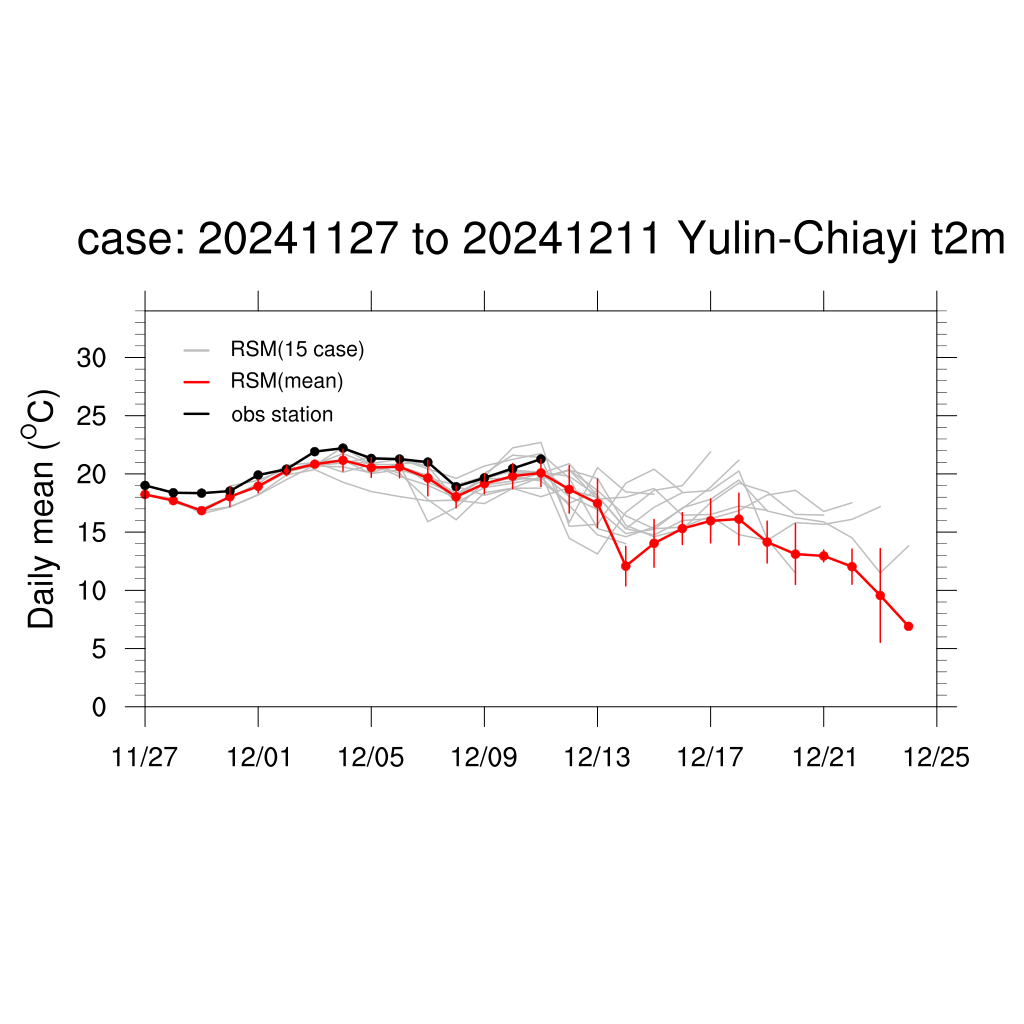 case: 20241127 to 20241211 Yulin-Chiayi t2m
RSM(15 case)
RSM(mean)
obs station
Daily mean (°C)
30
25
20
15
10
5
0
11/27 12/01 12/05 12/09 12/13 12/17 12/21 12/25